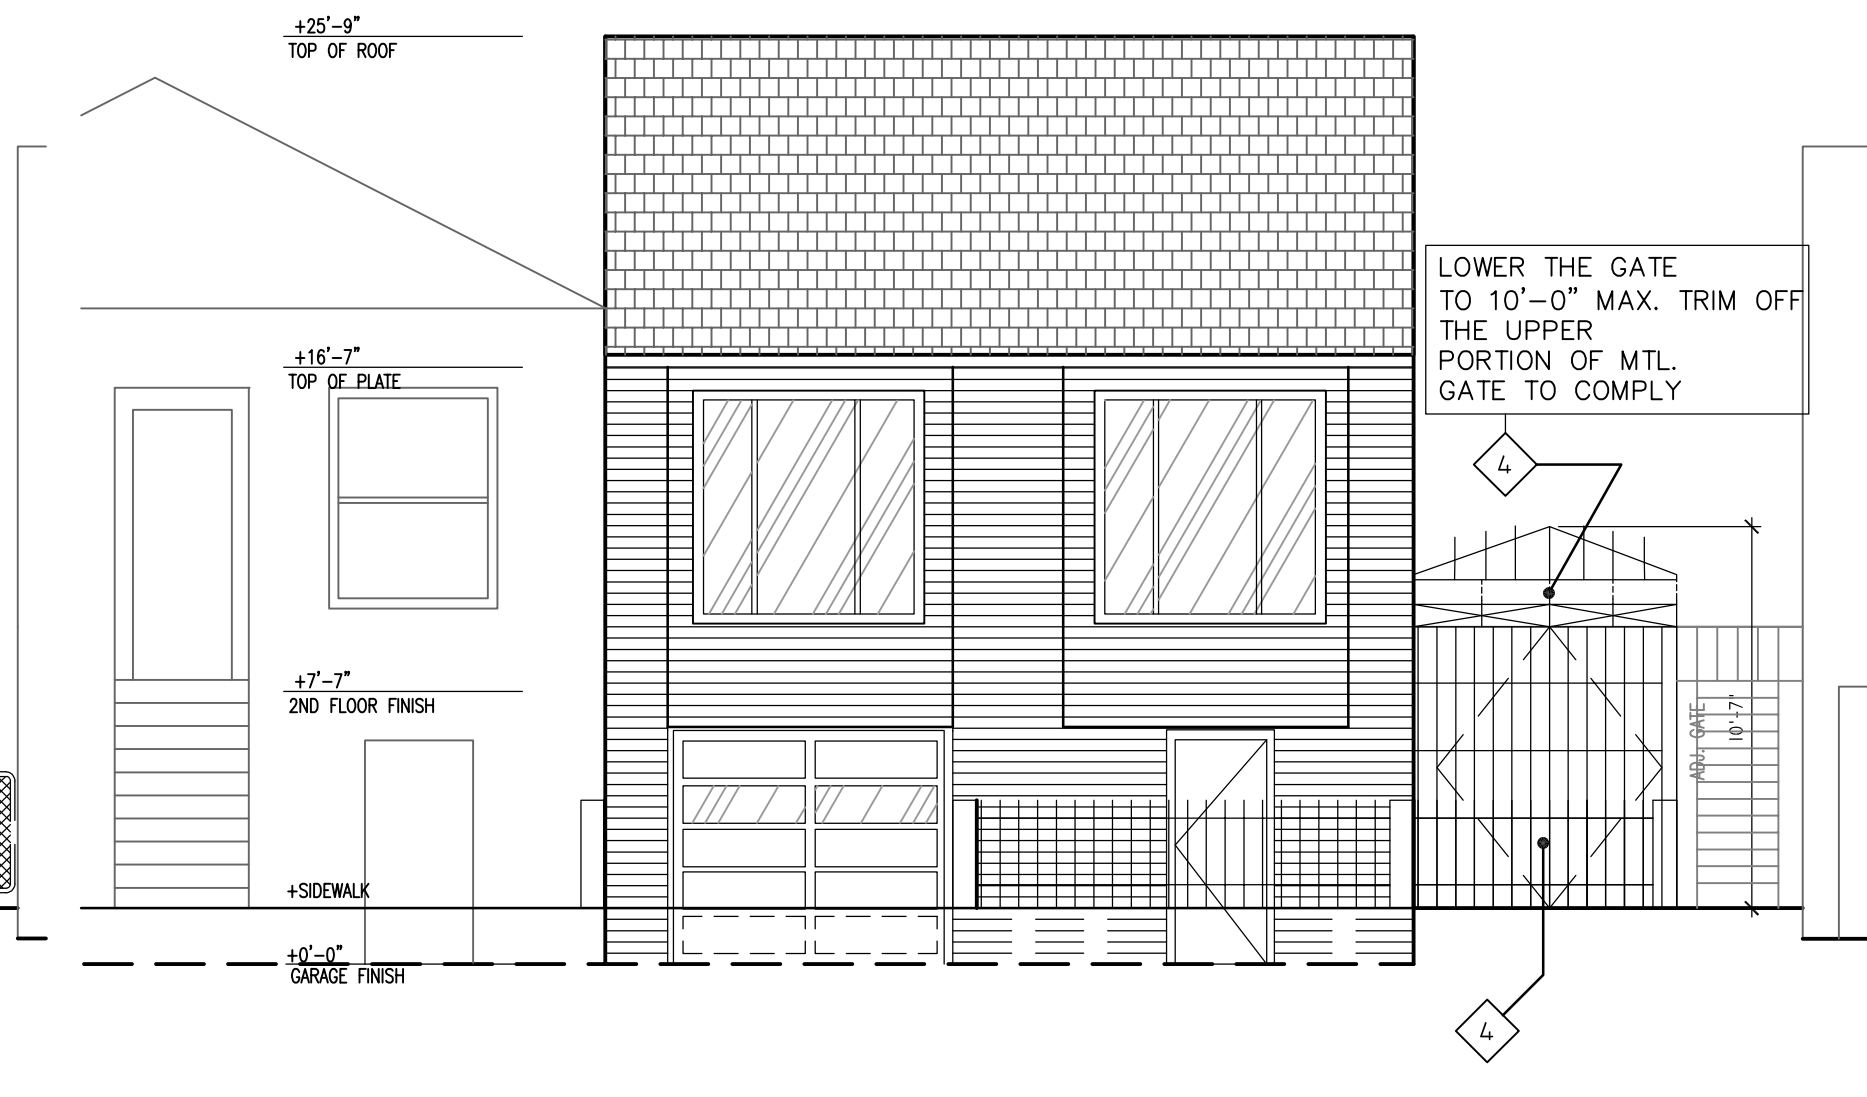 +25'-9"
TOP OF ROOF
+16'-7"
TOP OF PLATE
+7'-7"
2ND FLOOR FINISH
+SIDEWALK
+0'-0"
GARAGE FINISH
LOWER THE GATE
TO 10'-0" MAX. TRIM OFF
THE UPPER
PORTION OF MTL.
GATE TO COMPLY
4
ADJ. GATE
10'-7"
4